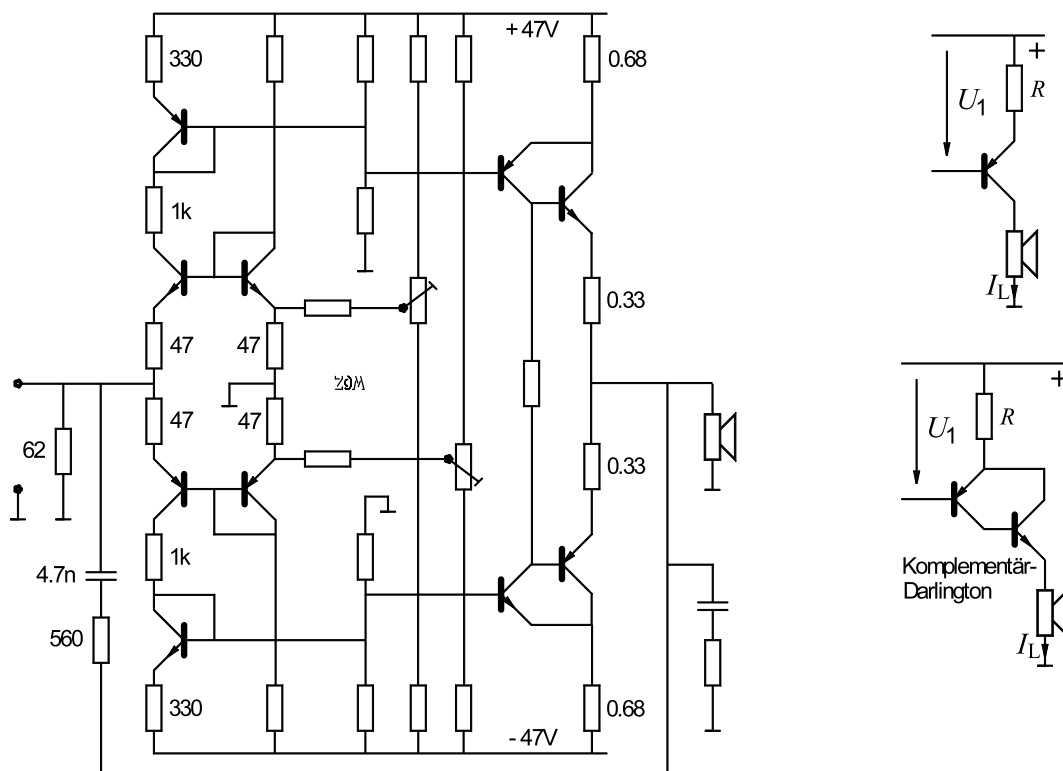 + 47V
330
0.68
1k
0.33
47
47
ZQM
47
47
62
0.33
1k
4.7n
560
330
0.68
- 47V
+
R
U1
IL
+
R
U1
Komplementär-
Darlington
IL